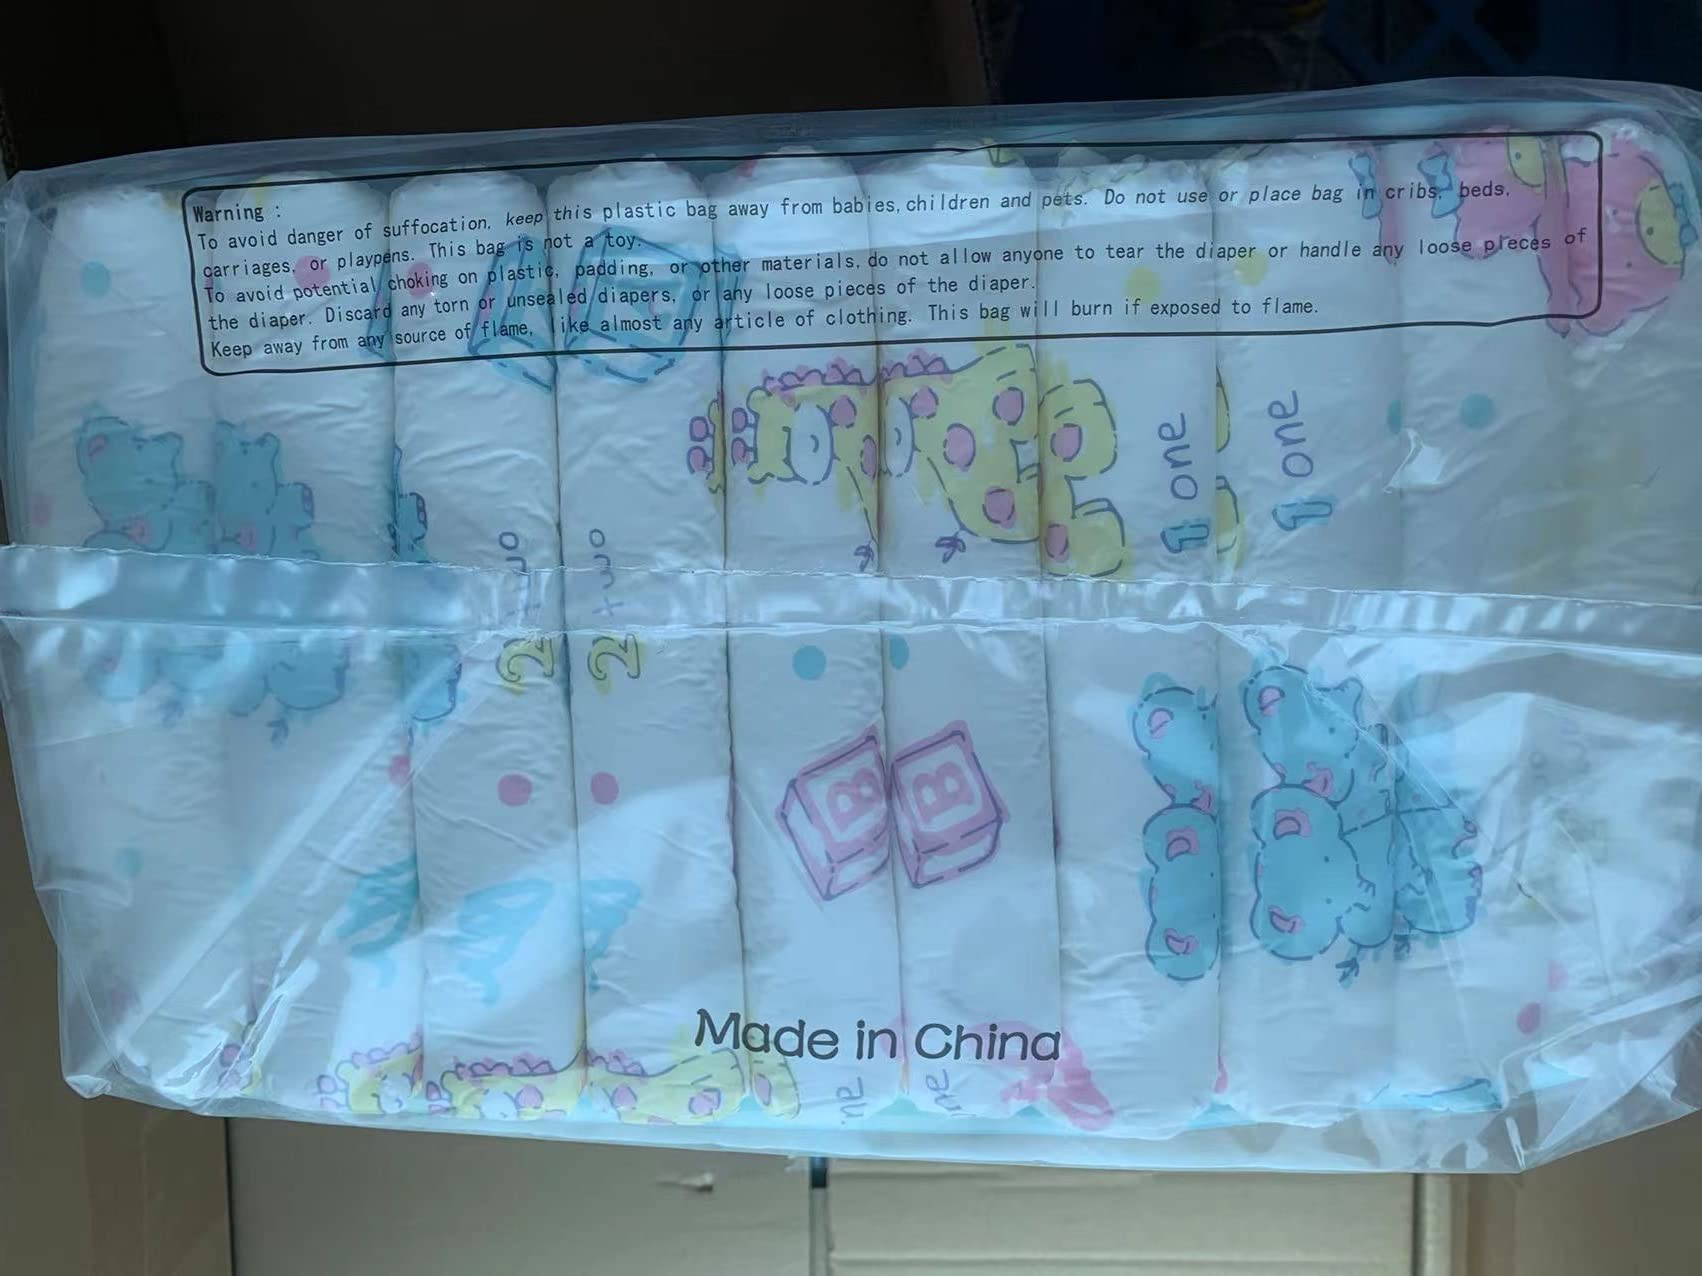 Warning :
To avoid danger of suffocation, keep this plastic bag away from babies, children and pets. Do not use or place bag in cribs, beds,
carriages, or playpens. This bag is not a toy.
To avoid potential choking on plastic, padding, or other materials, do not allow anyone to tear the diaper or handle any loose pieces of
the diaper. Discard any torn or unsealed diapers, or any loose pieces of the diaper.
Keep away from any source of flame, like almost any article of clothing. This bag will burn if exposed to flame.
1 one
1 one
2 two
2 two
B
B
Made in China
ne
ne